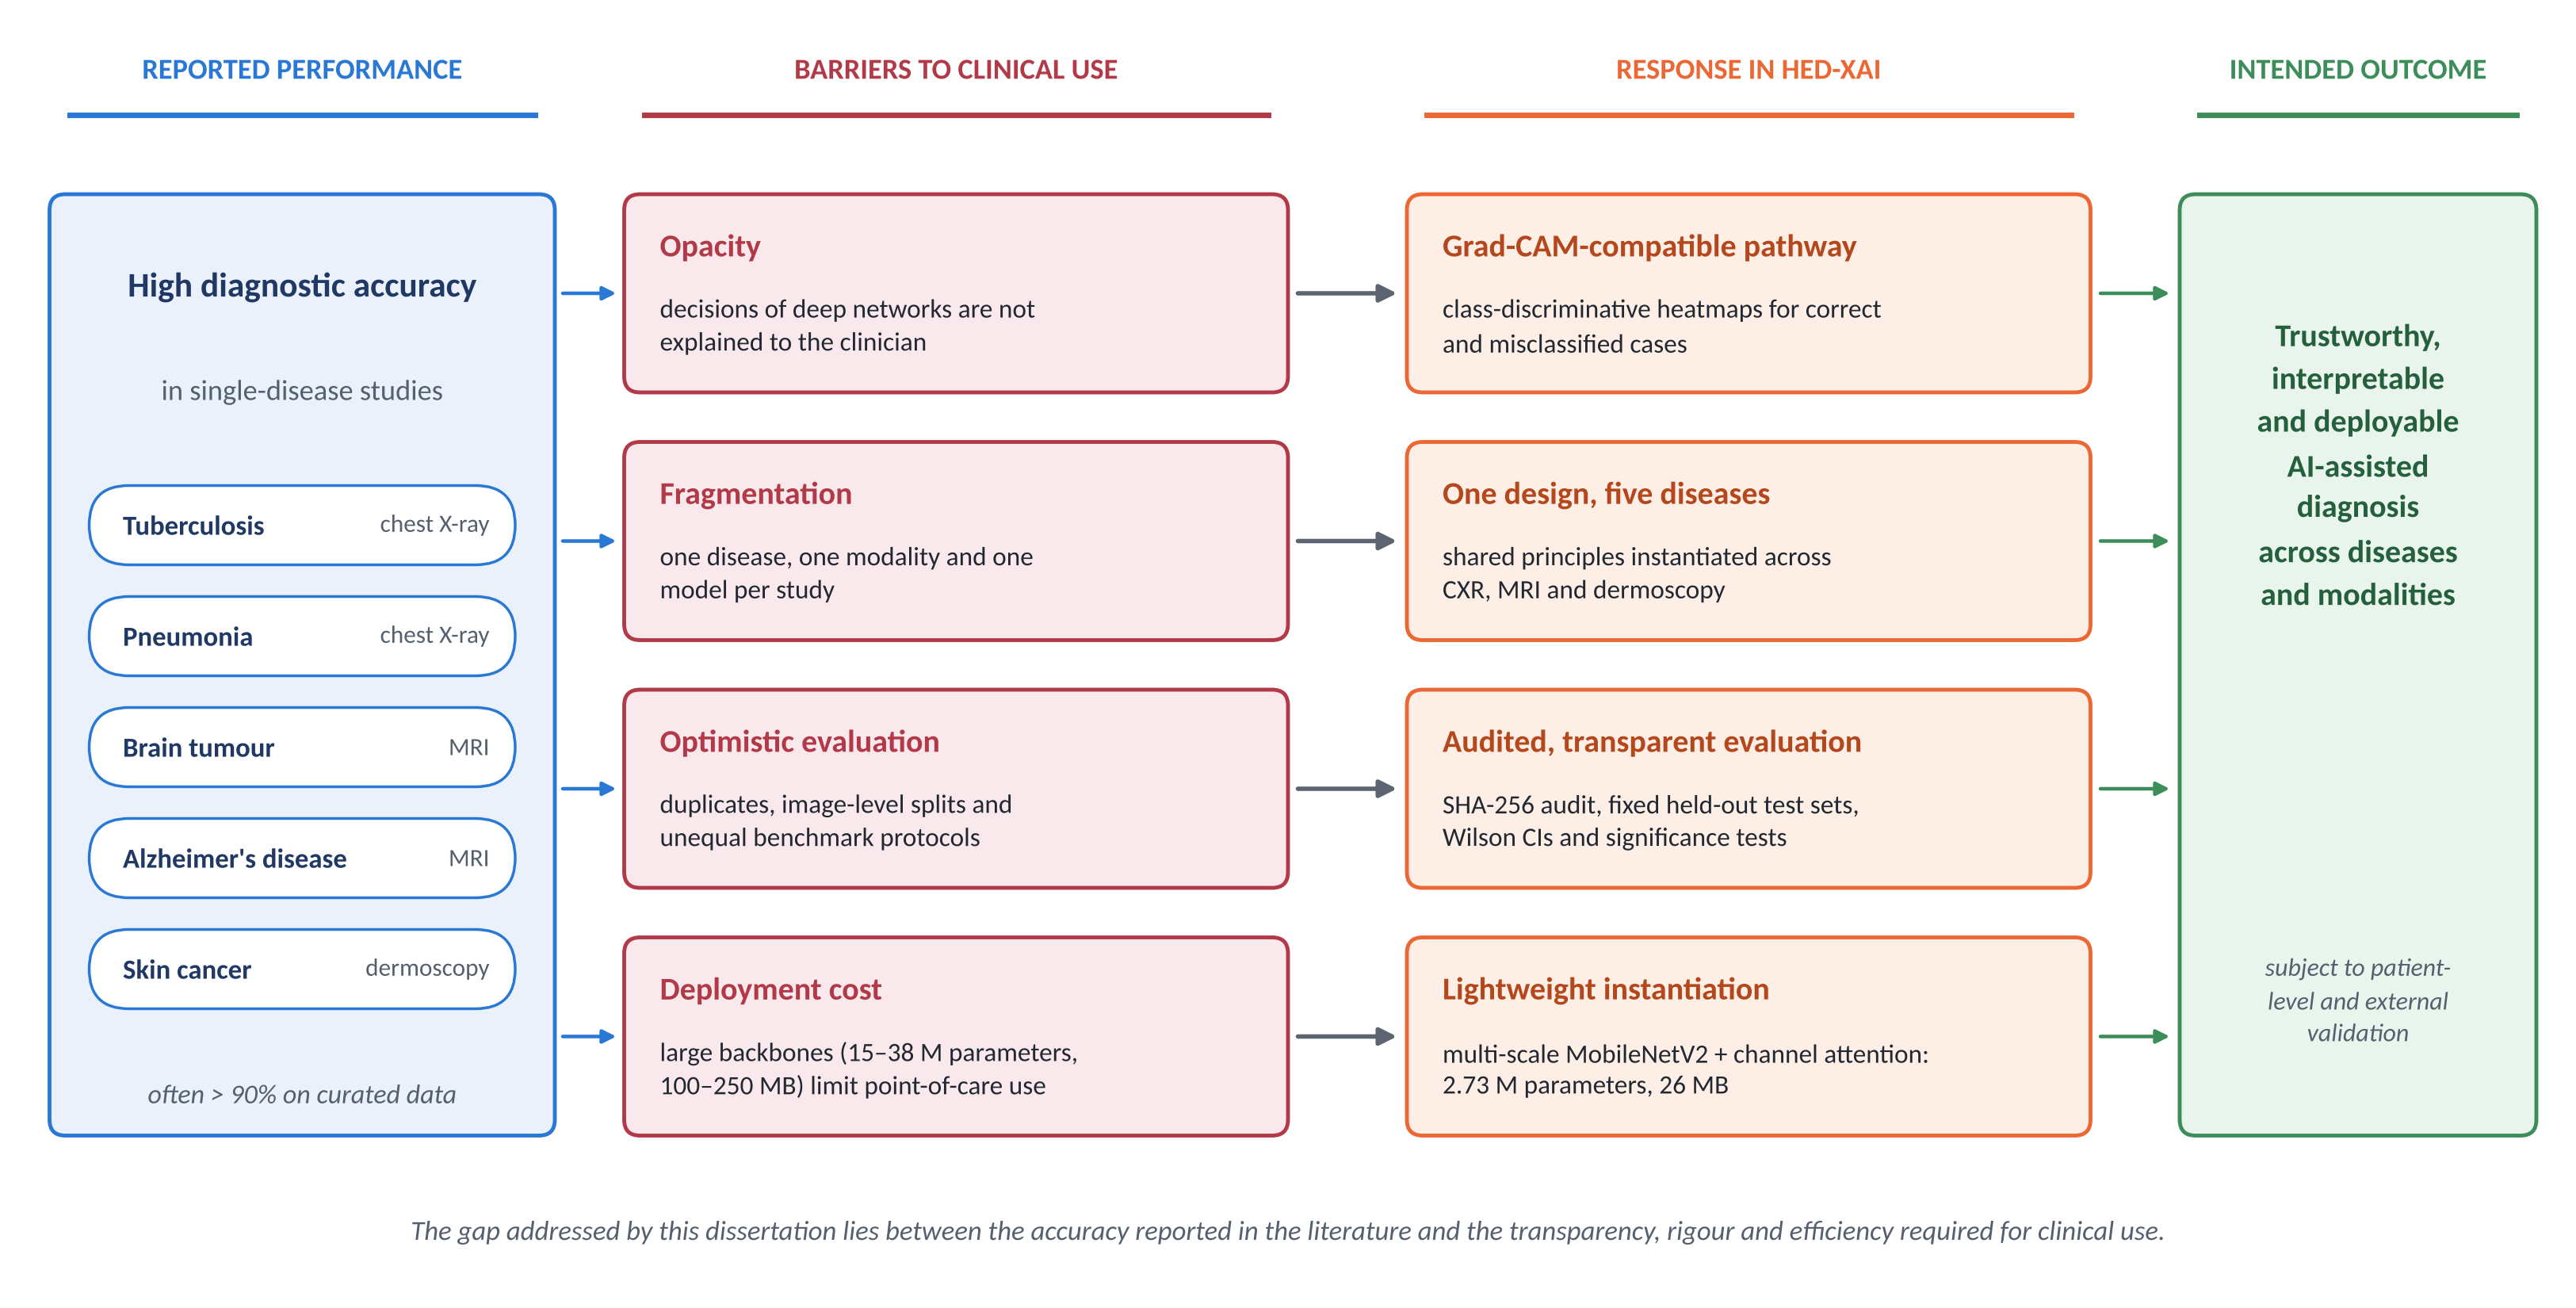 REPORTED PERFORMANCE
BARRIERS TO CLINICAL USE
RESPONSE IN HED-XAI
INTENDED OUTCOME
High diagnostic accuracy
in single-disease studies
Tuberculosis chest X-ray
Pneumonia chest X-ray
Brain tumour MRI
Alzheimer's disease MRI
Skin cancer dermoscopy
often > 90% on curated data
Opacity
decisions of deep networks are not
explained to the clinician
Fragmentation
one disease, one modality and one
model per study
Optimistic evaluation
duplicates, image-level splits and
unequal benchmark protocols
Deployment cost
large backbones (15–38 M parameters,
100–250 MB) limit point-of-care use
Grad-CAM-compatible pathway
class-discriminative heatmaps for correct
and misclassified cases
One design, five diseases
shared principles instantiated across
CXR, MRI and dermoscopy
Audited, transparent evaluation
SHA-256 audit, fixed held-out test sets,
Wilson CIs and significance tests
Lightweight instantiation
multi-scale MobileNetV2 + channel attention:
2.73 M parameters, 26 MB
Trustworthy,
interpretable
and deployable
AI-assisted
diagnosis
across diseases
and modalities
subject to patient-
level and external
validation
The gap addressed by this dissertation lies between the accuracy reported in the literature and the transparency, rigour and efficiency required for clinical use.